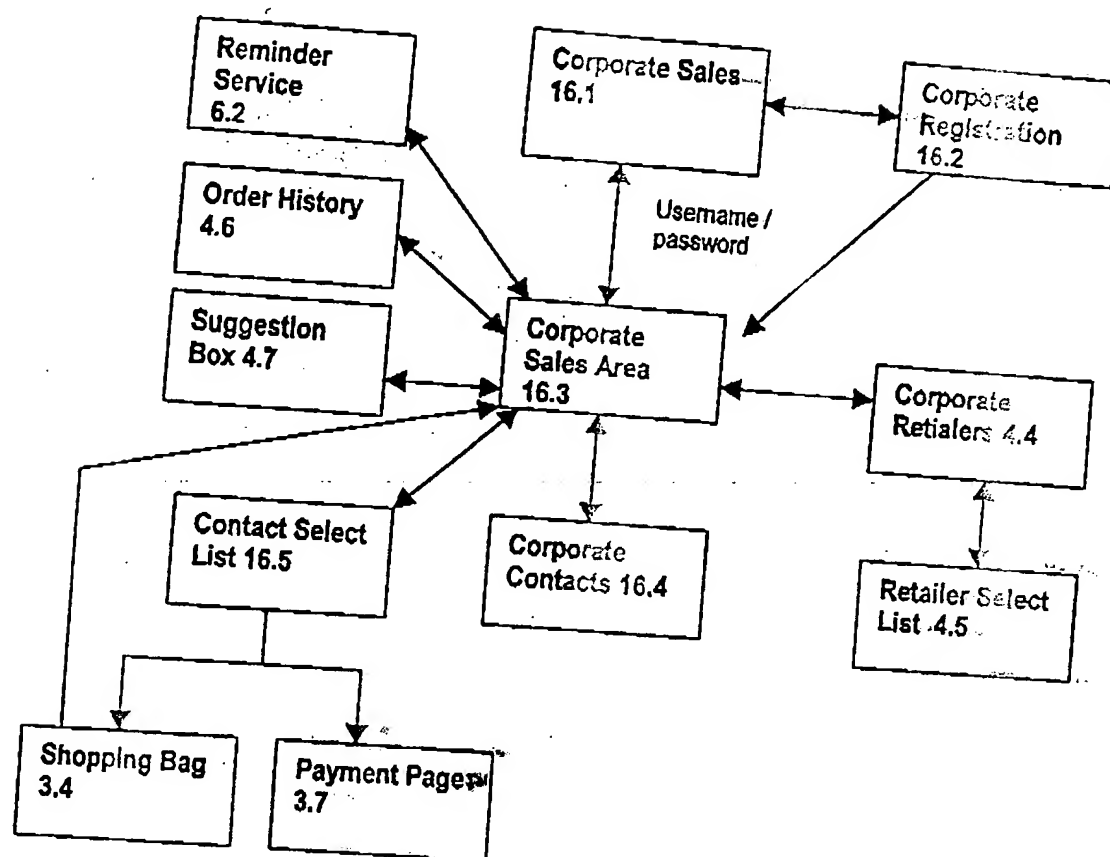 Reminder
Service
6.2
Corporate Sales
16.1
Corporate
Registration
16.2
Order History
4.6
Username /
password
Suggestion
Box 4.7
Corporate
Sales Area
16.3
Corporate
Retialers 4.4
Contact Select
List 16.5
Corporate
Contacts 16.4
Retailer Select
List 4.5
Shopping Bag
3.4
Payment Pages
3.7